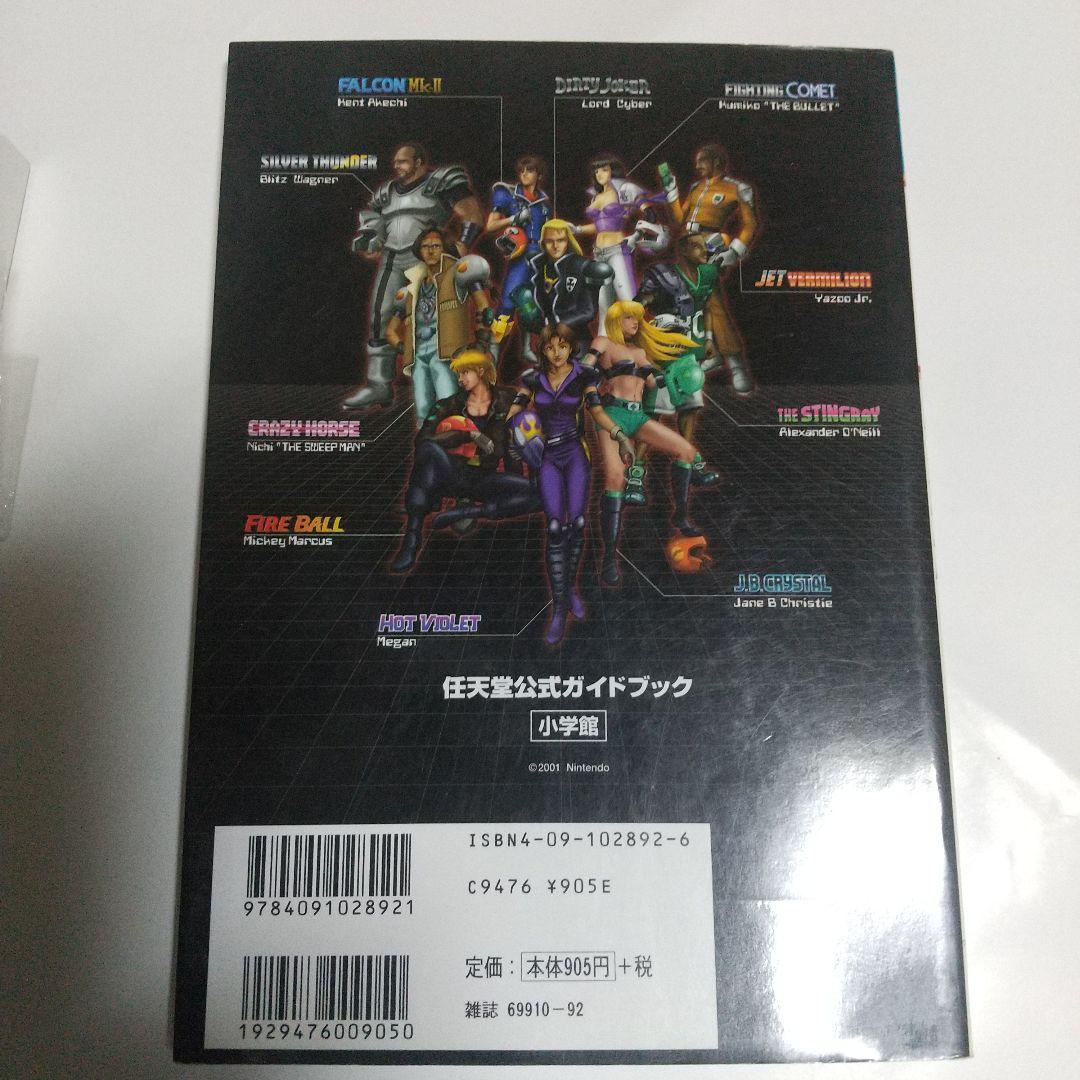 FALCON Mk-II
Kent Akechi
DIRTY JOKER
Lord Cyber
FIGHTING COMET
Kumiko "THE BULLET"
SILVER THUNDER
Blitz Wagner
JET VERMILION
Yazoo Jr.
CRAZY HORSE
Nichi "THE SWEEP MAN"
THE STINGRAY
Alexander O'Neill
FIRE BALL
Mickey Marcus
J.B.CRYSTAL
Jane B Christie
HOT VIOLET
Megan
任天堂公式ガイドブック
小学館
©2001 Nintendo
ISBN4-09-102892-6
C9476 ¥905E
9784091028921
定価：本体905円+税
雑誌 69910-92
1929476009050